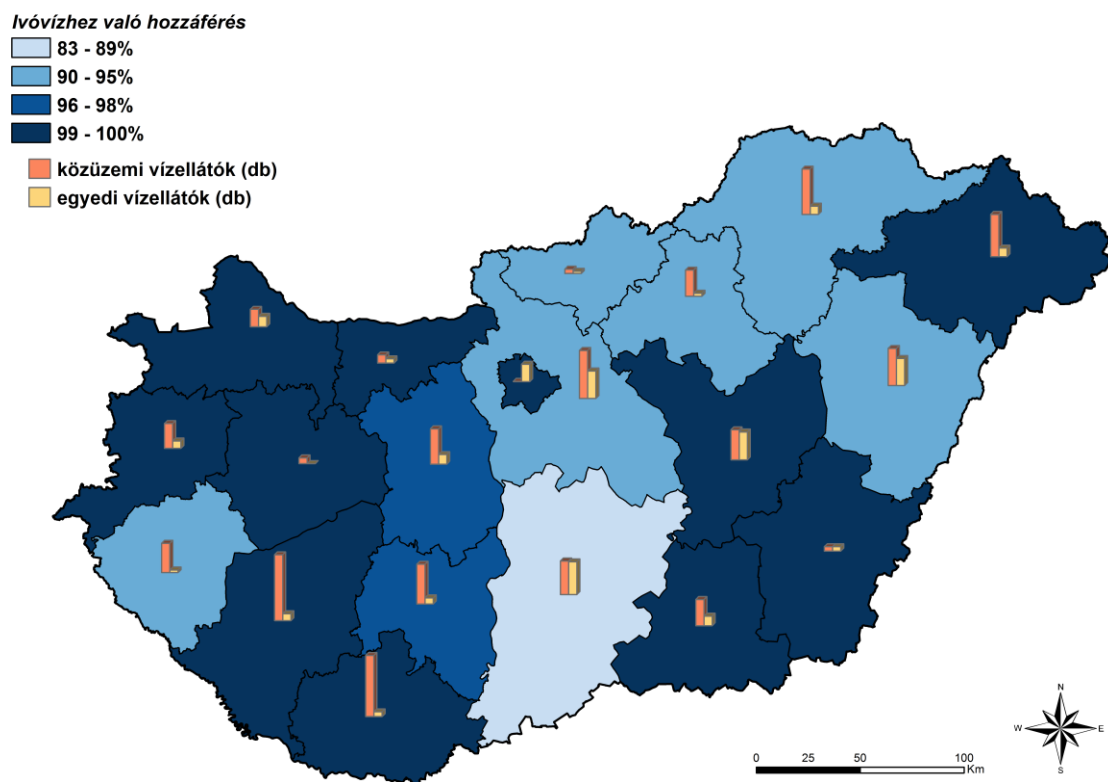 Ivóvízhez való hozzáférés
83 - 89%
90 - 95%
96 - 98%
99 - 100%
közüzemi vízellátók (db)
egyedi vízellátók (db)
N
W E
S
0 25 50 100
Km